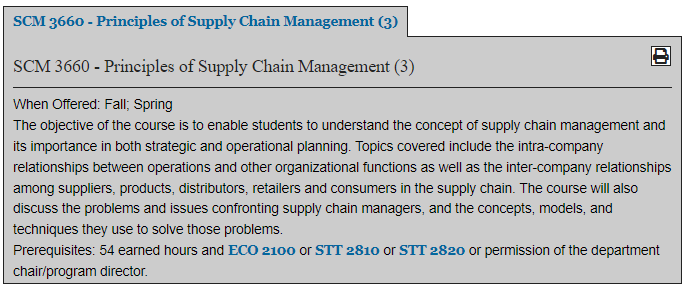 SCM 3660 - Principles of Supply Chain Management (3)
SCM 3660 - Principles of Supply Chain Management (3)
When Offered: Fall; Spring
The objective of the course is to enable students to understand the concept of supply chain management and
its importance in both strategic and operational planning. Topics covered include the intra-company
relationships between operations and other organizational functions as well as the inter-company relationships
among suppliers, products, distributors, retailers and consumers in the supply chain. The course will also
discuss the problems and issues confronting supply chain managers, and the concepts, models, and
techniques they use to solve those problems.
Prerequisites: 54 earned hours and ECO 2100 or STT 2810 or STT 2820 or permission of the department
chair/program director.